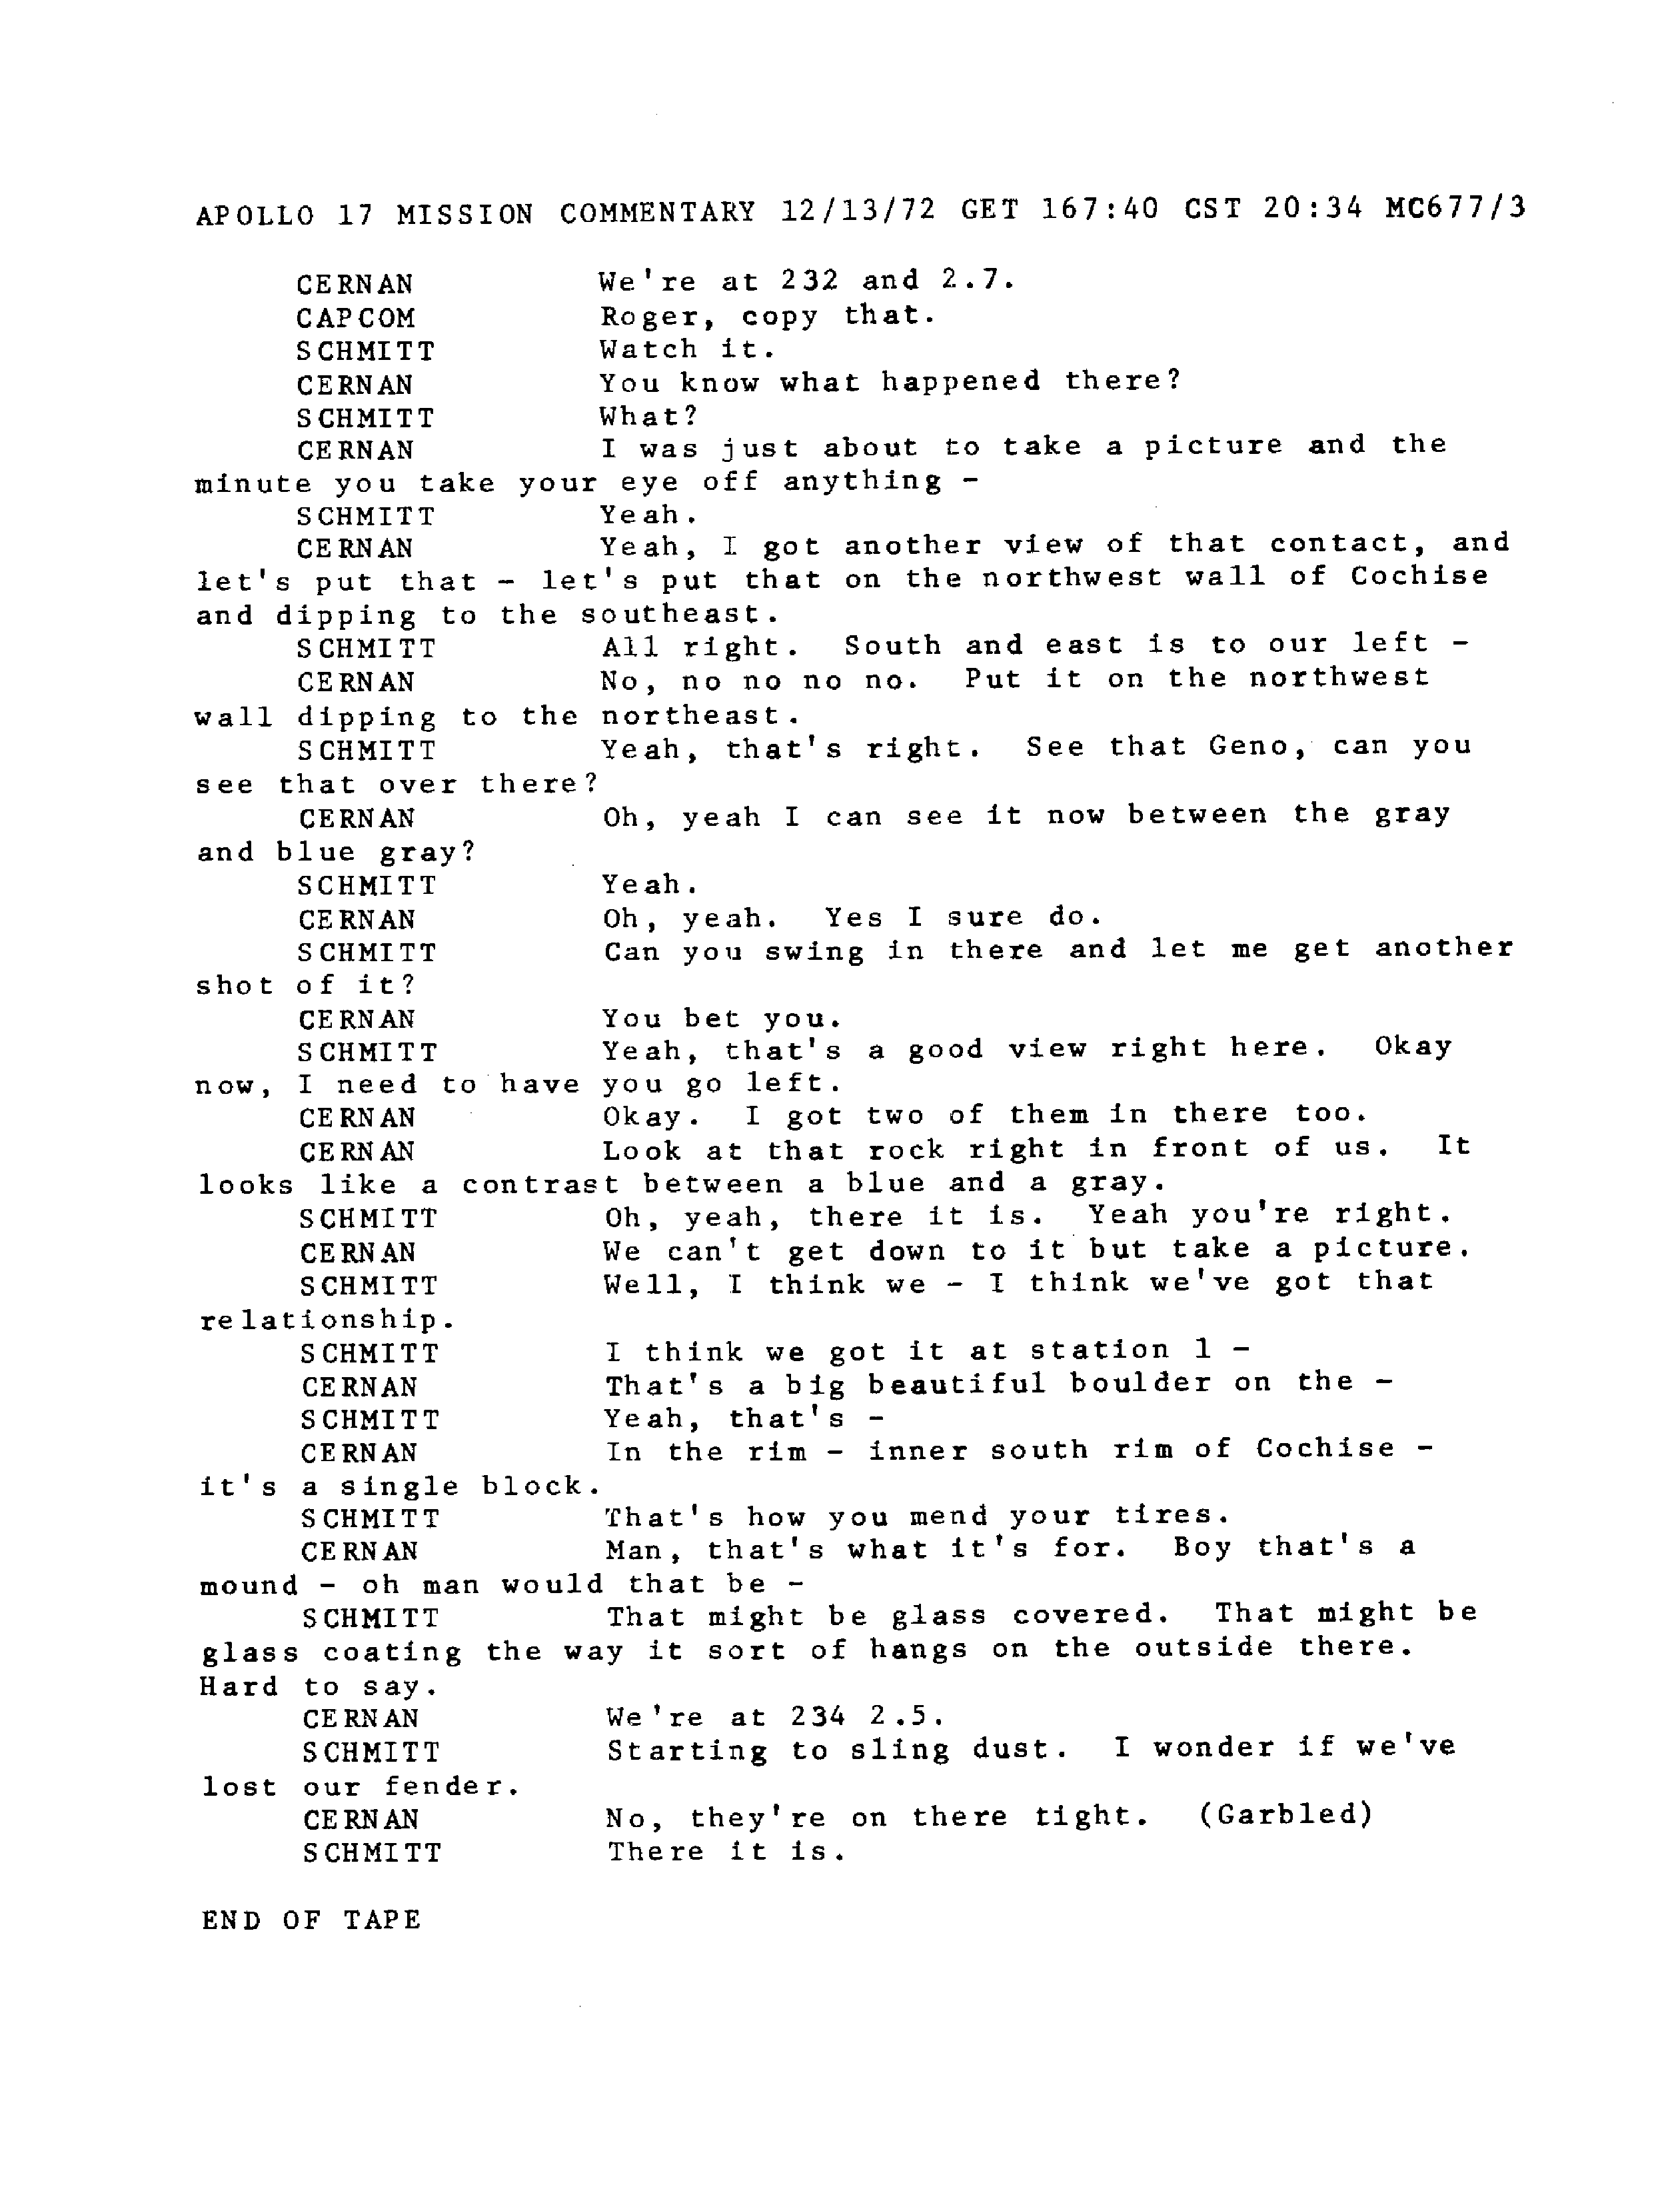 APOLLO 17 MISSION COMMENTARY 12/13/72 GET 167:40 CST 20:34 MC677/3
CERNAN We're at 232 and 2.7.
CAPCOM Roger, copy that.
SCHMITT Watch it.
CERNAN You know what happened there?
SCHMITT What?
CERNAN I was just about to take a picture and the
minute you take your eye off anything -
SCHMITT Yeah.
CERNAN Yeah, I got another view of that contact, and
let's put that - let's put that on the northwest wall of Cochise
and dipping to the southeast.
SCHMITT All right. South and east is to our left -
CERNAN No, no no no no. Put it on the northwest
wall dipping to the northeast.
SCHMITT Yeah, that's right. See that Geno, can you
see that over there?
CERNAN Oh, yeah I can see it now between the gray
and blue gray?
SCHMITT Yeah.
CERNAN Oh, yeah. Yes I sure do.
SCHMITT Can you swing in there and let me get another
shot of it?
CERNAN You bet you.
SCHMITT Yeah, that's a good view right here. Okay
now, I need to have you go left.
CERNAN Okay. I got two of them in there too.
CERNAN Look at that rock right in front of us. It
looks like a contrast between a blue and a gray.
SCHMITT Oh, yeah, there it is. Yeah you're right.
CERNAN We can't get down to it but take a picture.
SCHMITT Well, I think we - I think we've got that
relationship.
SCHMITT I think we got it at station 1 -
CERNAN That's a big beautiful boulder on the -
SCHMITT Yeah, that's -
CERNAN In the rim - inner south rim of Cochise -
it's a single block.
SCHMITT That's how you mend your tires.
CERNAN Man, that's what it's for. Boy that's a
mound - oh man would that be -
SCHMITT That might be glass covered. That might be
glass coating the way it sort of hangs on the outside there.
Hard to say.
CERNAN We're at 234 2.5.
SCHMITT Starting to sling dust. I wonder if we've
lost our fender.
CERNAN No, they're on there tight. (Garbled)
SCHMITT There it is.
END OF TAPE